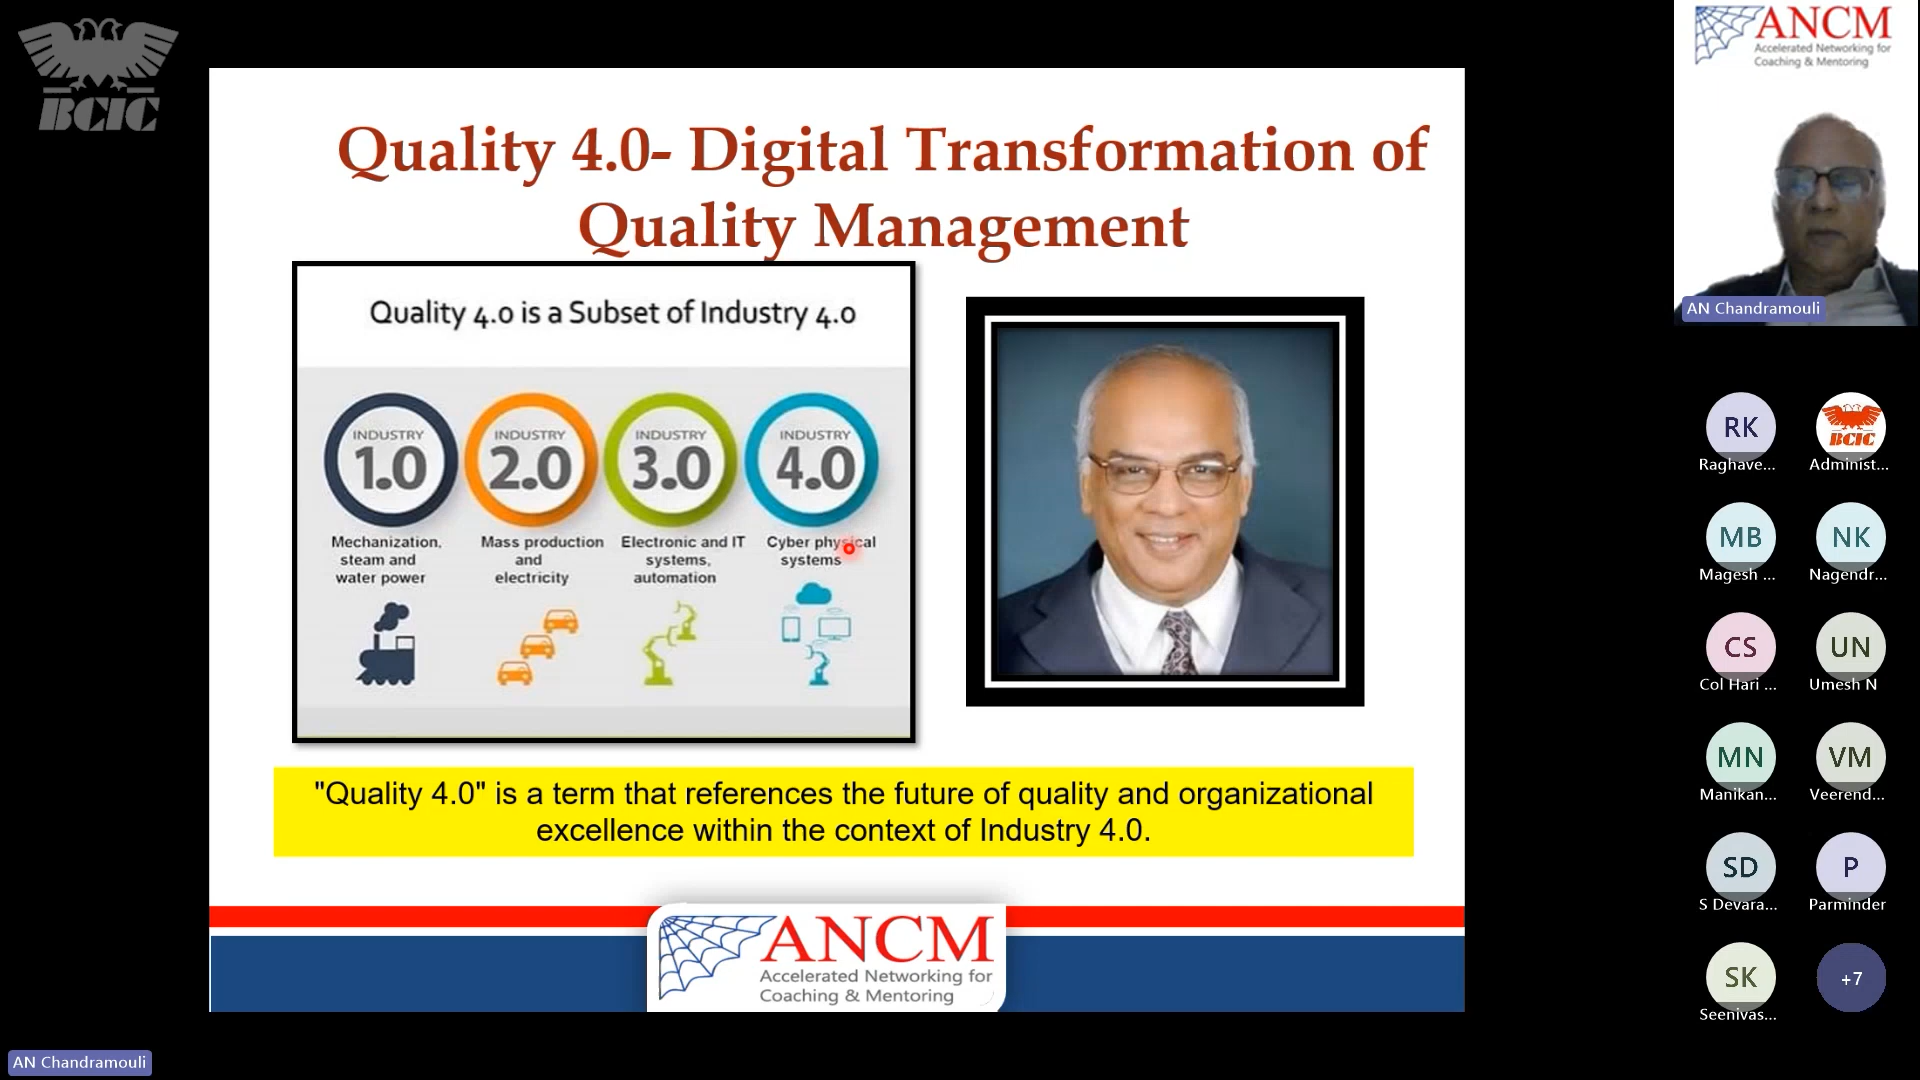 BCIC
Quality 4.0- Digital Transformation of
Quality Management
Quality 4.0 is a Subset of Industry 4.0
INDUSTRY
1.0
Mechanization,
steam and
water power
INDUSTRY
2.0
Mass production
and
electricity
INDUSTRY
3.0
Electronic and IT
systems,
automation
INDUSTRY
4.0
Cyber physical
systems
"Quality 4.0" is a term that references the future of quality and organizational
excellence within the context of Industry 4.0.
ANCM
Accelerated Networking for
Coaching & Mentoring
AN Chandramouli
ANCM
Accelerated Networking for
Coaching & Mentoring
AN Chandramouli
RK
Raghave...
BCIC
Administ...
MB
Magesh ...
NK
Nagendr...
CS
Col Hari ...
UN
Umesh N
MN
Manikan...
VM
Veerend...
SD
S Devara...
P
Parminder
SK
Seenivas...
+7